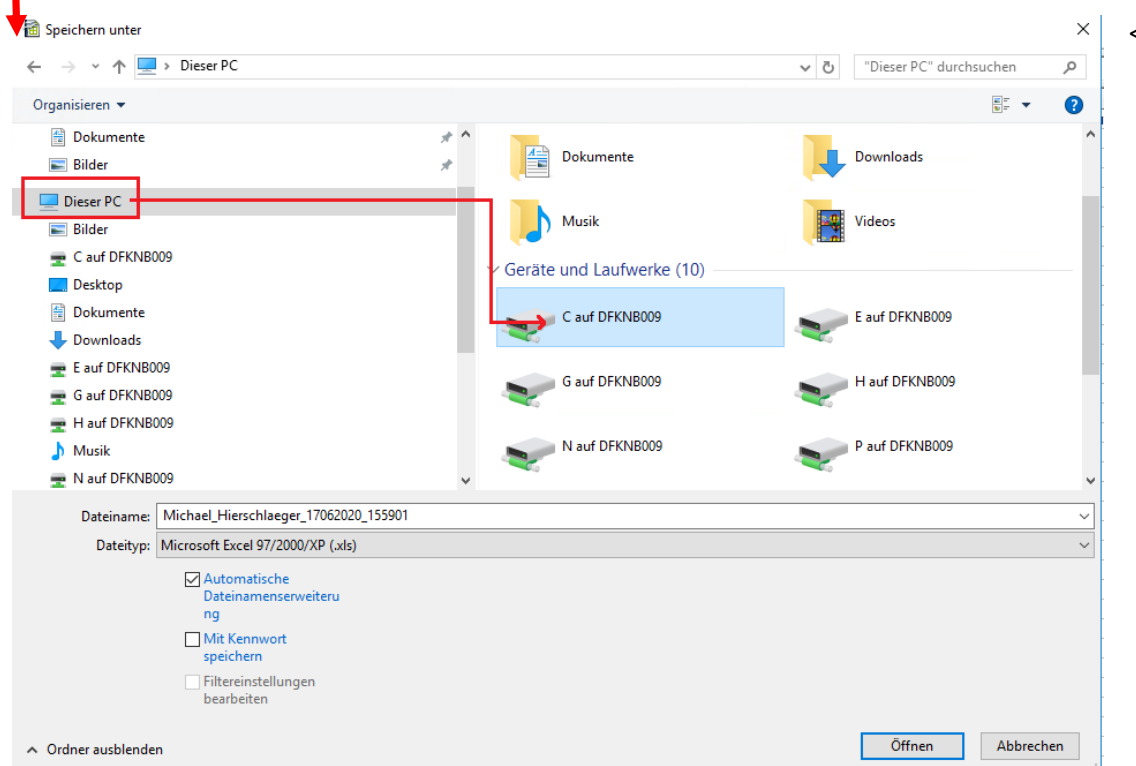 Speichern unter
Dieser PC
"Dieser PC" durchsuchen
Organisieren
Dokumente
Bilder
Dieser PC
Bilder
C auf DFKNB009
Desktop
Dokumente
Downloads
E auf DFKNB009
G auf DFKNB009
H auf DFKNB009
Musik
N auf DFKNB009
Dokumente
Downloads
Musik
Videos
Geräte und Laufwerke (10)
C auf DFKNB009
E auf DFKNB009
G auf DFKNB009
H auf DFKNB009
N auf DFKNB009
P auf DFKNB009
Dateiname: Michael_Hierschlaeger_17062020_155901
Dateityp: Microsoft Excel 97/2000/XP (.xls)
Automatische
Dateinamenserweiteru
ng
Mit Kennwort
speichern
Filtereinstellungen
bearbeiten
Ordner ausblenden
Öffnen
Abbrechen